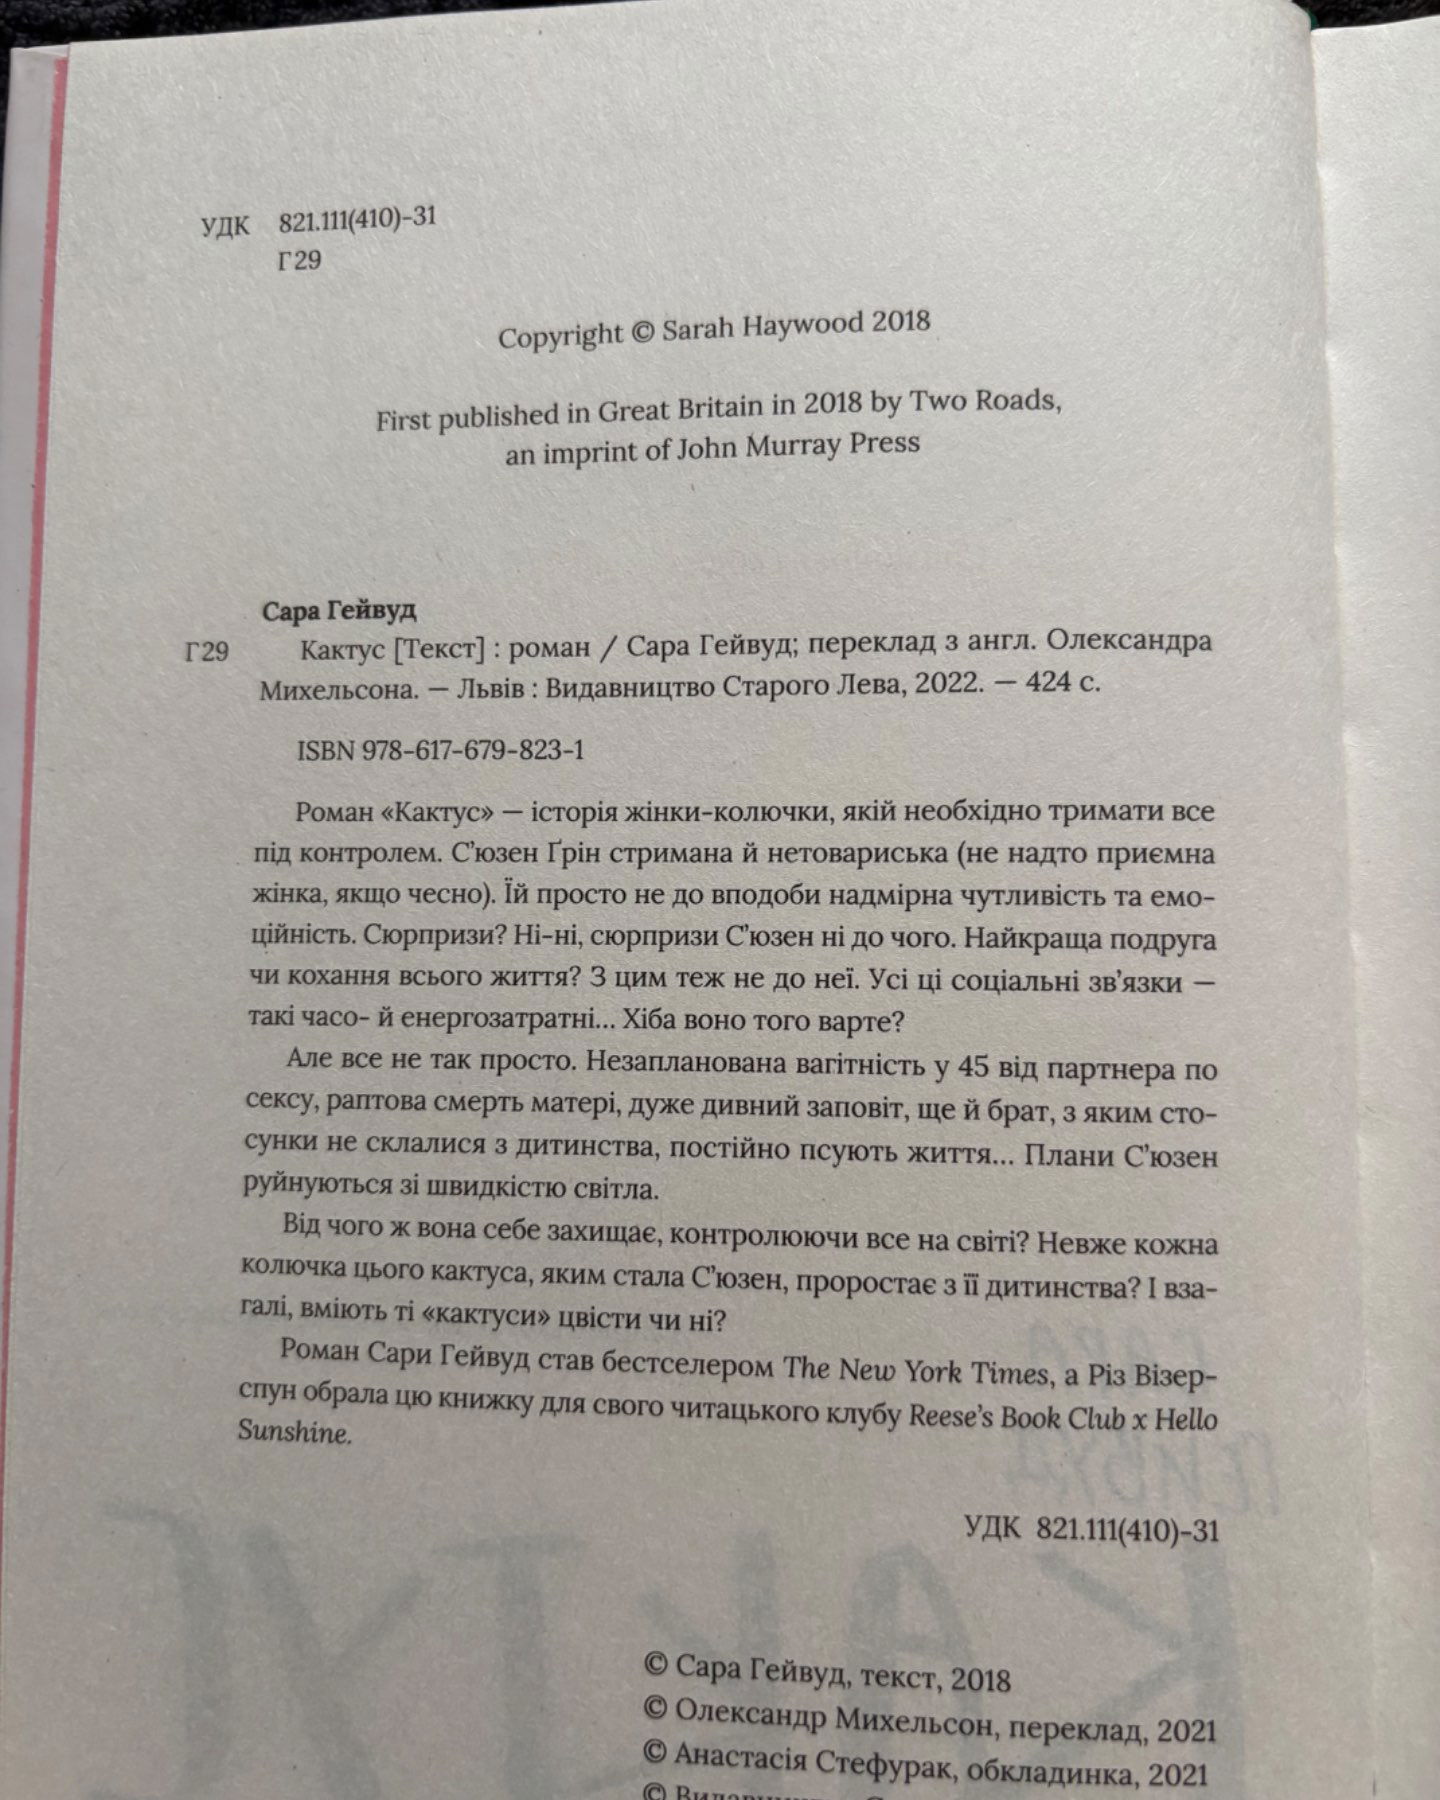 УДК 821.111(410)-31
Г 29
Copyright © Sarah Haywood 2018
First published in Great Britain in 2018 by Two Roads,
an imprint of John Murray Press
Сара Гейвуд
Г 29 Кактус [Текст] : роман / Сара Гейвуд; переклад з англ. Олександра
Михельсона. — Львів : Видавництво Старого Лева, 2022. — 424 с.
ISBN 978-617-679-823-1
Роман «Кактус» — історія жінки-колючки, якій необхідно тримати все
під контролем. С’юзен Ґрін стримана й нетовариська (не надто приємна
жінка, якщо чесно). Їй просто не до вподоби надмірна чутливість та емо-
ційність. Сюрпризи? Ні-ні, сюрпризи С’юзен ні до чого. Найкраща подруга
чи кохання всього життя? З цим теж не до неї. Усі ці соціальні зв’язки —
такі часо- й енергозатратні... Хіба воно того варте?
Але все не так просто. Незапланована вагітність у 45 від партнера по
сексу, раптова смерть матері, дуже дивний заповіт, ще й брат, з яким сто-
сунки не склалися з дитинства, постійно псують життя... Плани С’юзен
руйнуються зі швидкістю світла.
Від чого ж вона себе захищає, контролюючи все на світі? Невже кожна
колючка цього кактуса, яким стала С’юзен, проростає з її дитинства? І вза-
галі, вміють ті «кактуси» цвісти чи ні?
Роман Сари Гейвуд став бестселером The New York Times, а Різ Візер-
спун обрала цю книжку для свого читацького клубу Reese’s Book Club x Hello
Sunshine.
УДК 821.111(410)-31
© Сара Гейвуд, текст, 2018
© Олександр Михельсон, переклад, 2021
© Анастасія Стефурак, обкладинка, 2021